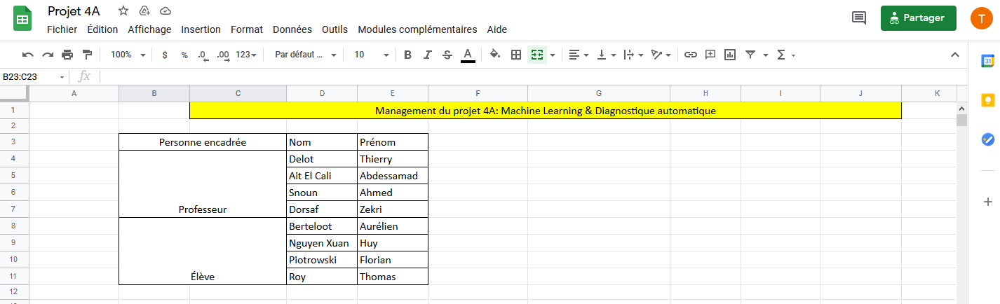 Projet 4A
Fichier Édition Affichage Insertion Format Données Outils Modules complémentaires Aide
Partager
T
100% $ % .0 .00 123 Par défaut ... 10 B I S A Σ
31
B23:C23 fx
A B C D E F G H I J K
1 Management du projet 4A: Machine Learning & Diagnostique automatique
2
3 Personne encadrée Nom Prénom
4 Delot Thierry
5 Ait El Cali Abdessamad
6 Snoun Ahmed
7 Professeur Dorsaf Zekri
8 Berteloot Aurélien
9 Nguyen Xuan Huy
10 Piotrowski Florian
11 Élève Roy Thomas
12